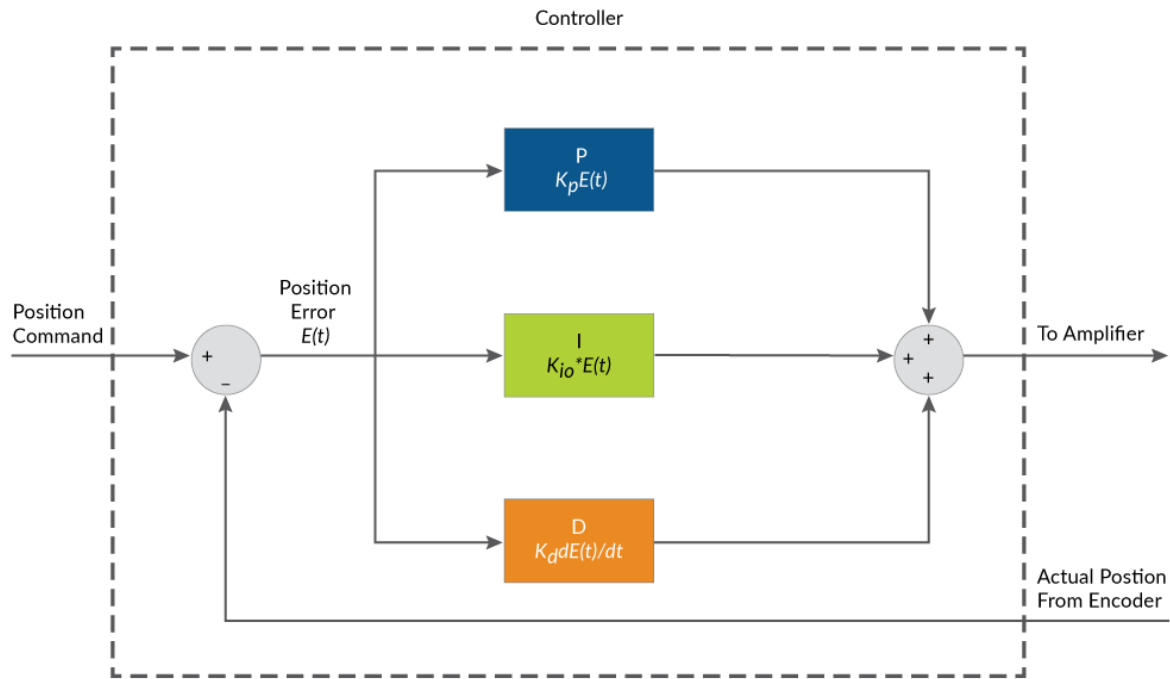 Controller
P
KpE(t)
Position
Error
E(t)
Position
Command
+
−
I
Kio*E(t)
+
+
+
To Amplifier
D
KddE(t)/dt
Actual Postion
From Encoder